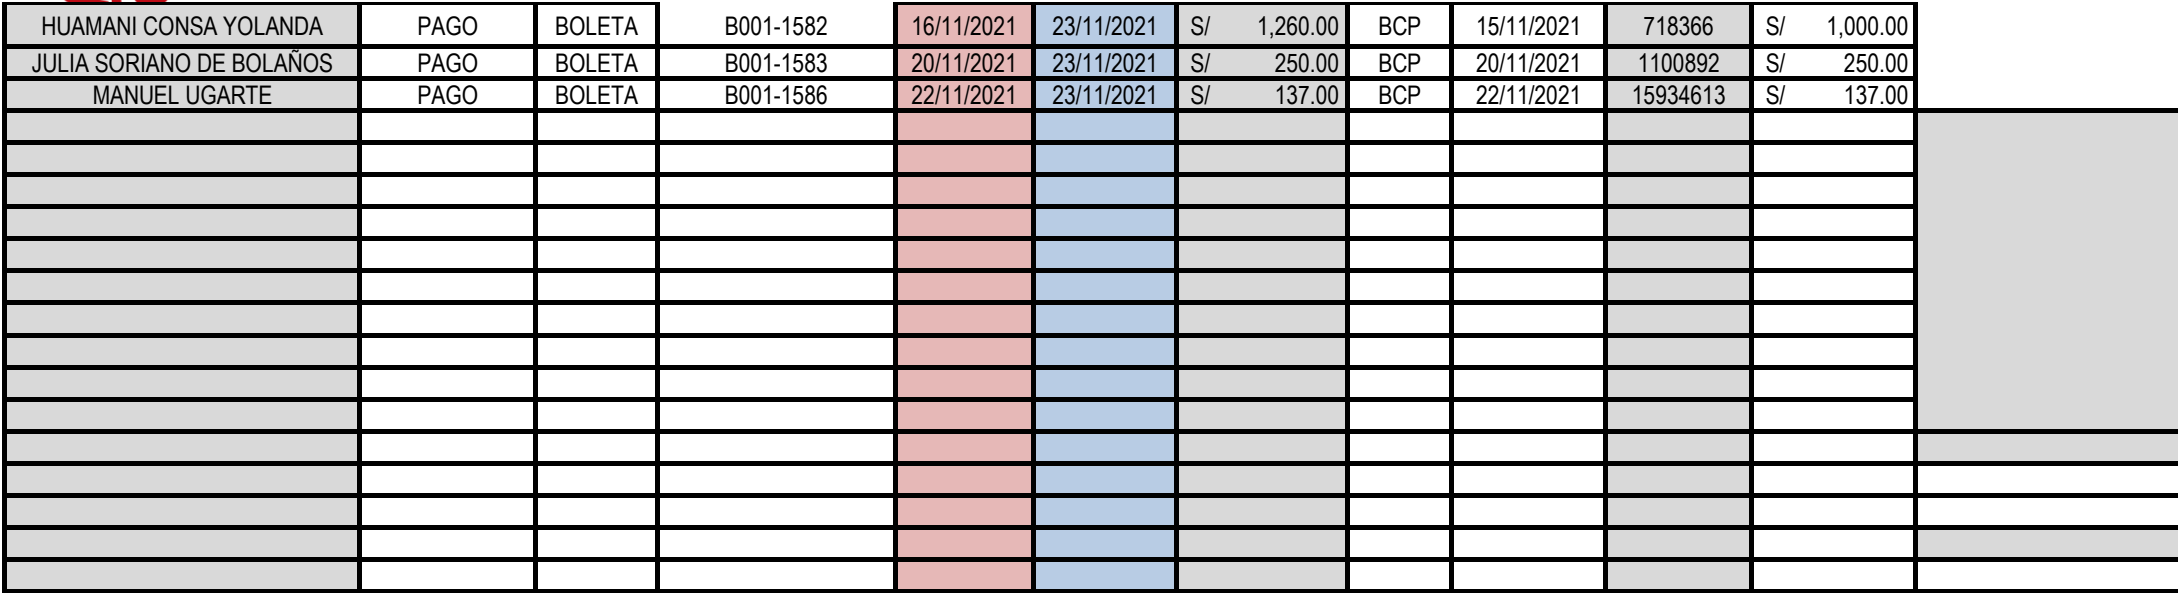 HUAMANI CONSA YOLANDA PAGO BOLETA B001-1582 16/11/2021 23/11/2021 S/ 1,260.00 BCP 15/11/2021 718366 S/ 1,000.00
JULIA SORIANO DE BOLAÑOS PAGO BOLETA B001-1583 20/11/2021 23/11/2021 S/ 250.00 BCP 20/11/2021 1100892 S/ 250.00
MANUEL UGARTE PAGO BOLETA B001-1586 22/11/2021 23/11/2021 S/ 137.00 BCP 22/11/2021 15934613 S/ 137.00